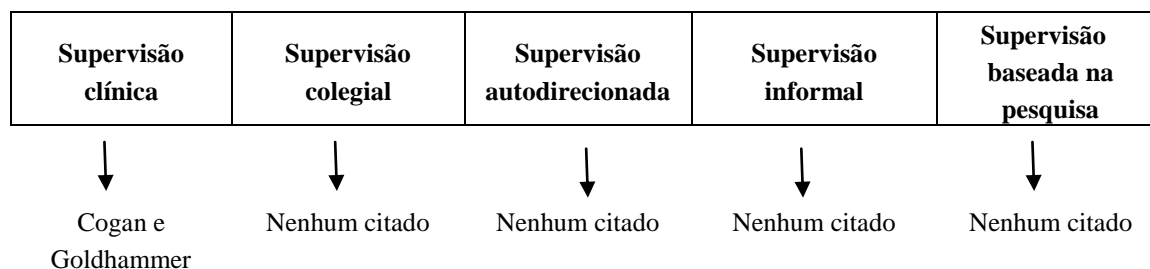 Supervisão
clínica
Supervisão
colegial
Supervisão
autodirecionada
Supervisão
informal
Supervisão
baseada na
pesquisa
Cogan e
Goldhammer
Nenhum citado
Nenhum citado
Nenhum citado
Nenhum citado